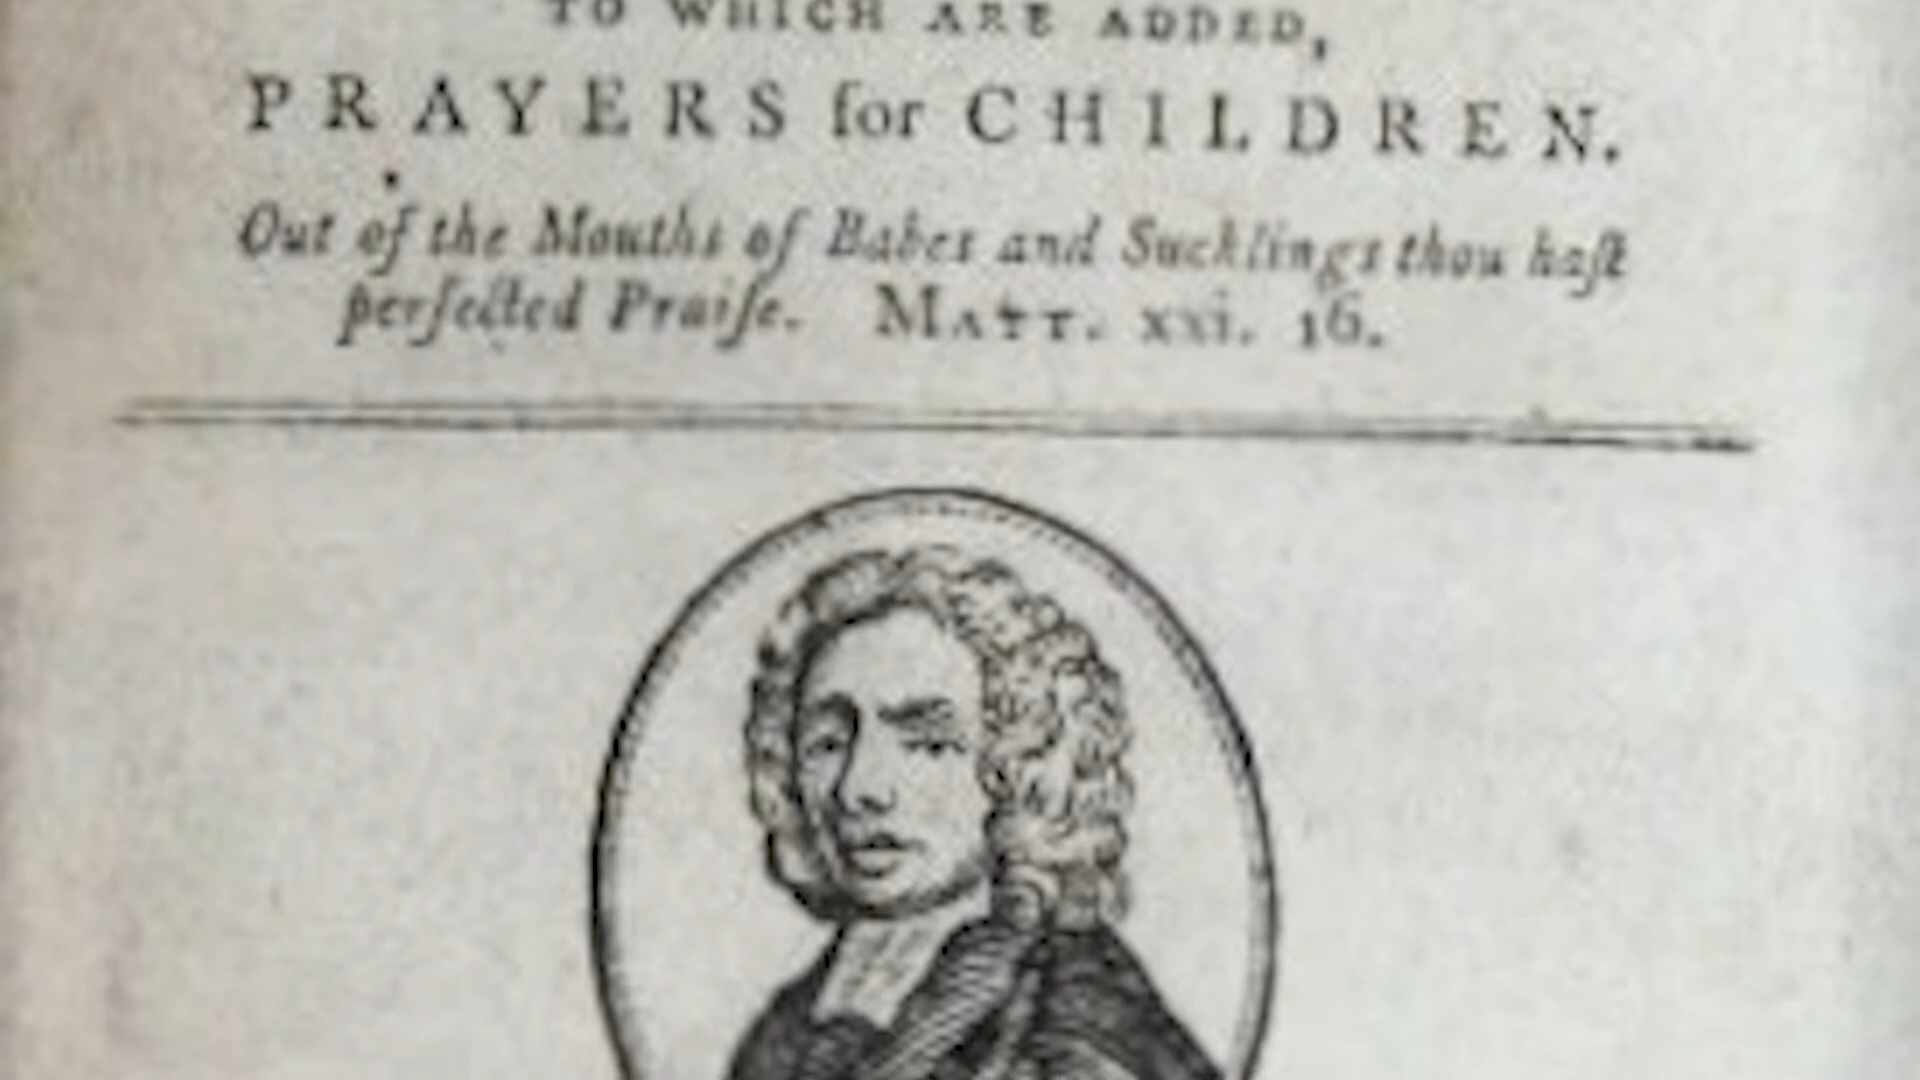 TO WHICH ARE ADDED,
PRAYERS for CHILDREN.
Out of the Mouths of Babes and Sucklings thou haſt
perfected Praiſe. MATT. xxi. 16.